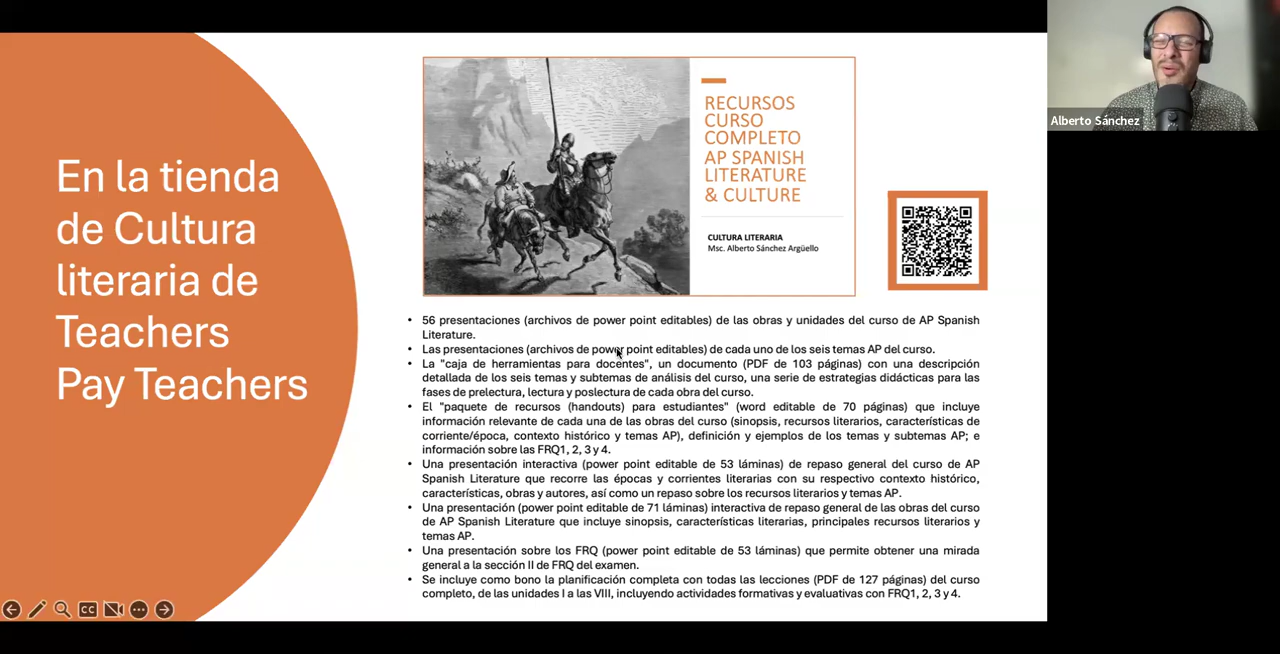 En la tienda
de Cultura
literaria de
Teachers
Pay Teachers
RECURSOS
CURSO
COMPLETO
AP SPANISH
LITERATURE
& CULTURE
CULTURA LITERARIA
Msc. Alberto Sánchez Argüello
Alberto Sánchez
• 56 presentaciones (archivos de power point editables) de las obras y unidades del curso de AP Spanish
Literature.
• Las presentaciones (archivos de power point editables) de cada uno de los seis temas AP del curso.
• La "caja de herramientas para docentes", un documento (PDF de 103 páginas) con una descripción
detallada de los seis temas y subtemas de análisis del curso, una serie de estrategias didácticas para las
fases de prelectura, lectura y poslectura de cada obra del curso.
• El "paquete de recursos (handouts) para estudiantes" (word editable de 70 páginas) que incluye
información relevante de cada una de las obras del curso (sinopsis, recursos literarios, características de
corriente/época, contexto histórico y temas AP), definición y ejemplos de los temas y subtemas AP; e
información sobre las FRQ1, 2, 3 y 4.
• Una presentación interactiva (power point editable de 53 láminas) de repaso general del curso de AP
Spanish Literature que recorre las épocas y corrientes literarias con su respectivo contexto histórico,
características, obras y autores, así como un repaso sobre los recursos literarios y temas AP.
• Una presentación (power point editable de 71 láminas) interactiva de repaso general de las obras del curso
de AP Spanish Literature que incluye sinopsis, características literarias, principales recursos literarios y
temas AP.
• Una presentación sobre los FRQ (power point editable de 53 láminas) que permite obtener una mirada
general a la sección II de FRQ del examen.
• Se incluye como bono la planificación completa con todas las lecciones (PDF de 127 páginas) del curso
completo, de las unidades I a las VIII, incluyendo actividades formativas y evaluativas con FRQ1, 2, 3 y 4.
CC